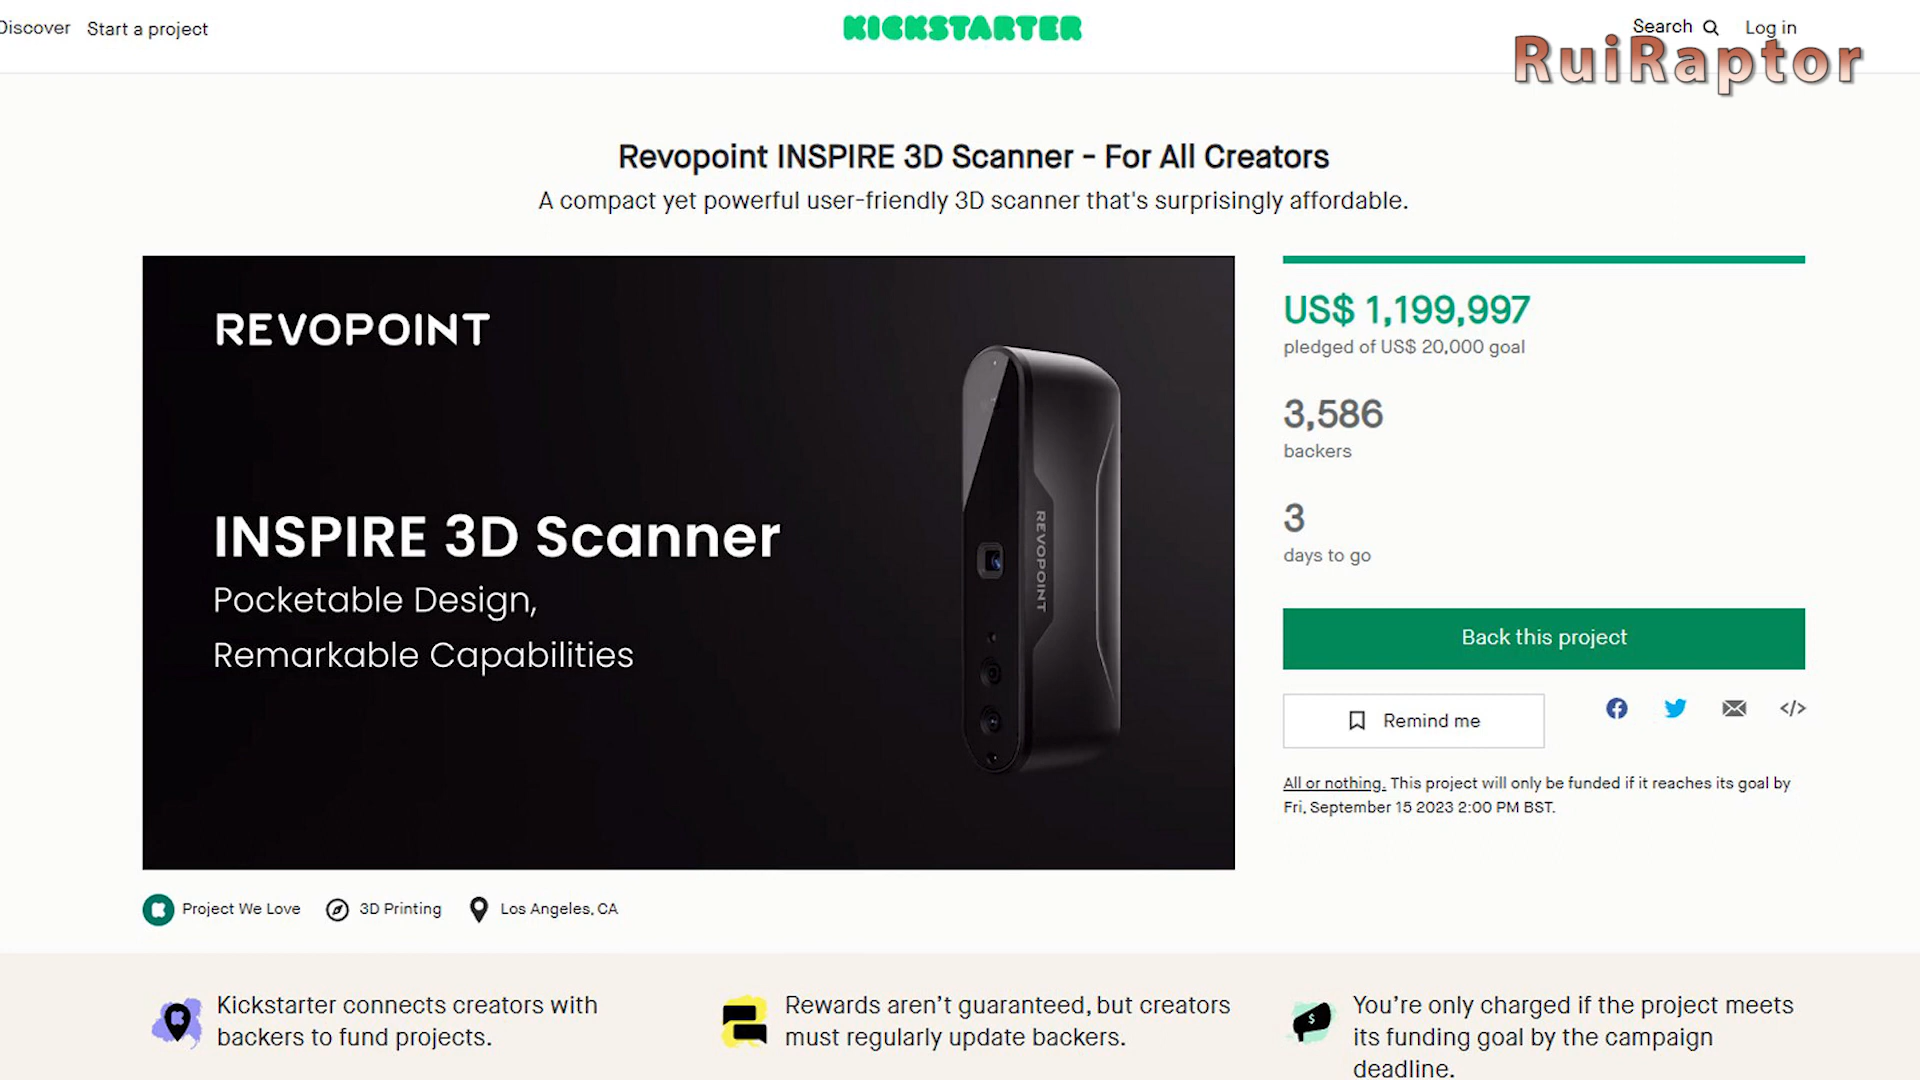 Discover Start a project
KICKSTARTER
Search Log in
RuiRaptor
Revopoint INSPIRE 3D Scanner - For All Creators
A compact yet powerful user-friendly 3D scanner that's surprisingly affordable.
REVOPOINT
INSPIRE 3D Scanner
Pocketable Design,
Remarkable Capabilities
REVOPOINT
US$ 1,199,997
pledged of US$ 20,000 goal
3,586
backers
3
days to go
Back this project
Remind me
All or nothing. This project will only be funded if it reaches its goal by
Fri, September 15 2023 2:00 PM BST.
Project We Love 3D Printing Los Angeles, CA
Kickstarter connects creators with
backers to fund projects.
Rewards aren’t guaranteed, but creators
must regularly update backers.
You’re only charged if the project meets
its funding goal by the campaign
deadline.